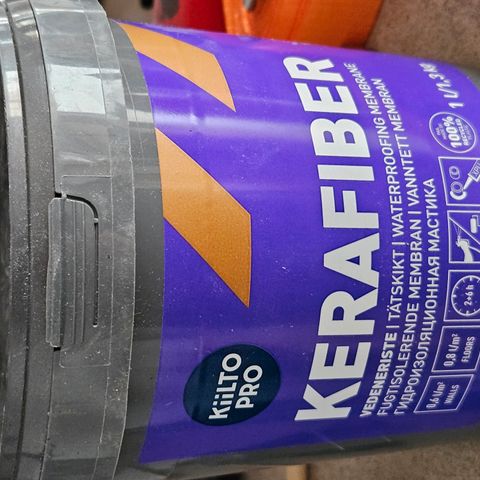 KiiLTO
PRO
KERAFIBER
VEDENERISTE | TÄTSKIKT | WATERPROOFING MEMBRANE
FUGTISOLERENDE MEMBRAN | VANNTETT MEMBRAN
ГИДРОИЗОЛЯЦИОННАЯ МАСТИКА
1 L/1,3 KG
100%
RECYCLED
0,6 l/m²
WALLS
0,8 l/m²
FLOORS
2+6 h